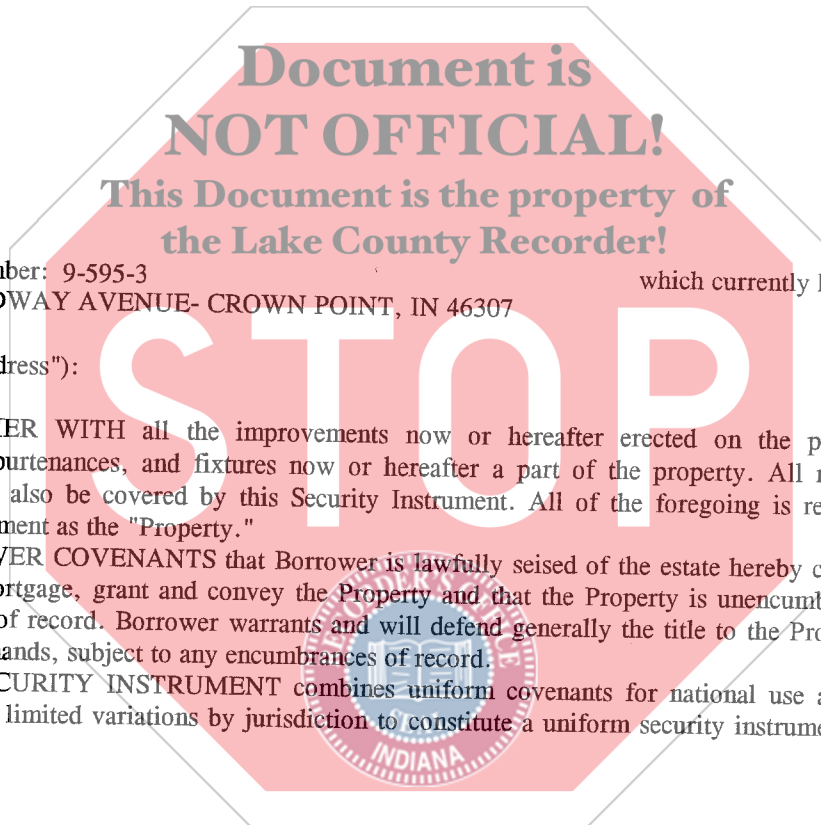 Document is
NOT OFFICIAL!
This Document is the property of
the Lake County Recorder!
nber: 9-595-3 which currently
DWAY AVENUE- CROWN POINT, IN 46307
dress"):
STOP
ER WITH all the improvements now or hereafter erected on the p
purtenances, and fixtures now or hereafter a part of the property. All
also be covered by this Security Instrument. All of the foregoing is re
ment as the "Property."
VER COVENANTS that Borrower is lawfully seised of the estate hereby c
ortgage, grant and convey the Property and that the Property is unencumb
of record. Borrower warrants and will defend generally the title to the Pro
ands, subject to any encumbrances of record.
CURITY INSTRUMENT combines uniform covenants for national use a
limited variations by jurisdiction to constitute a uniform security instrume
RECORDER'S OFFICE
INDIANA